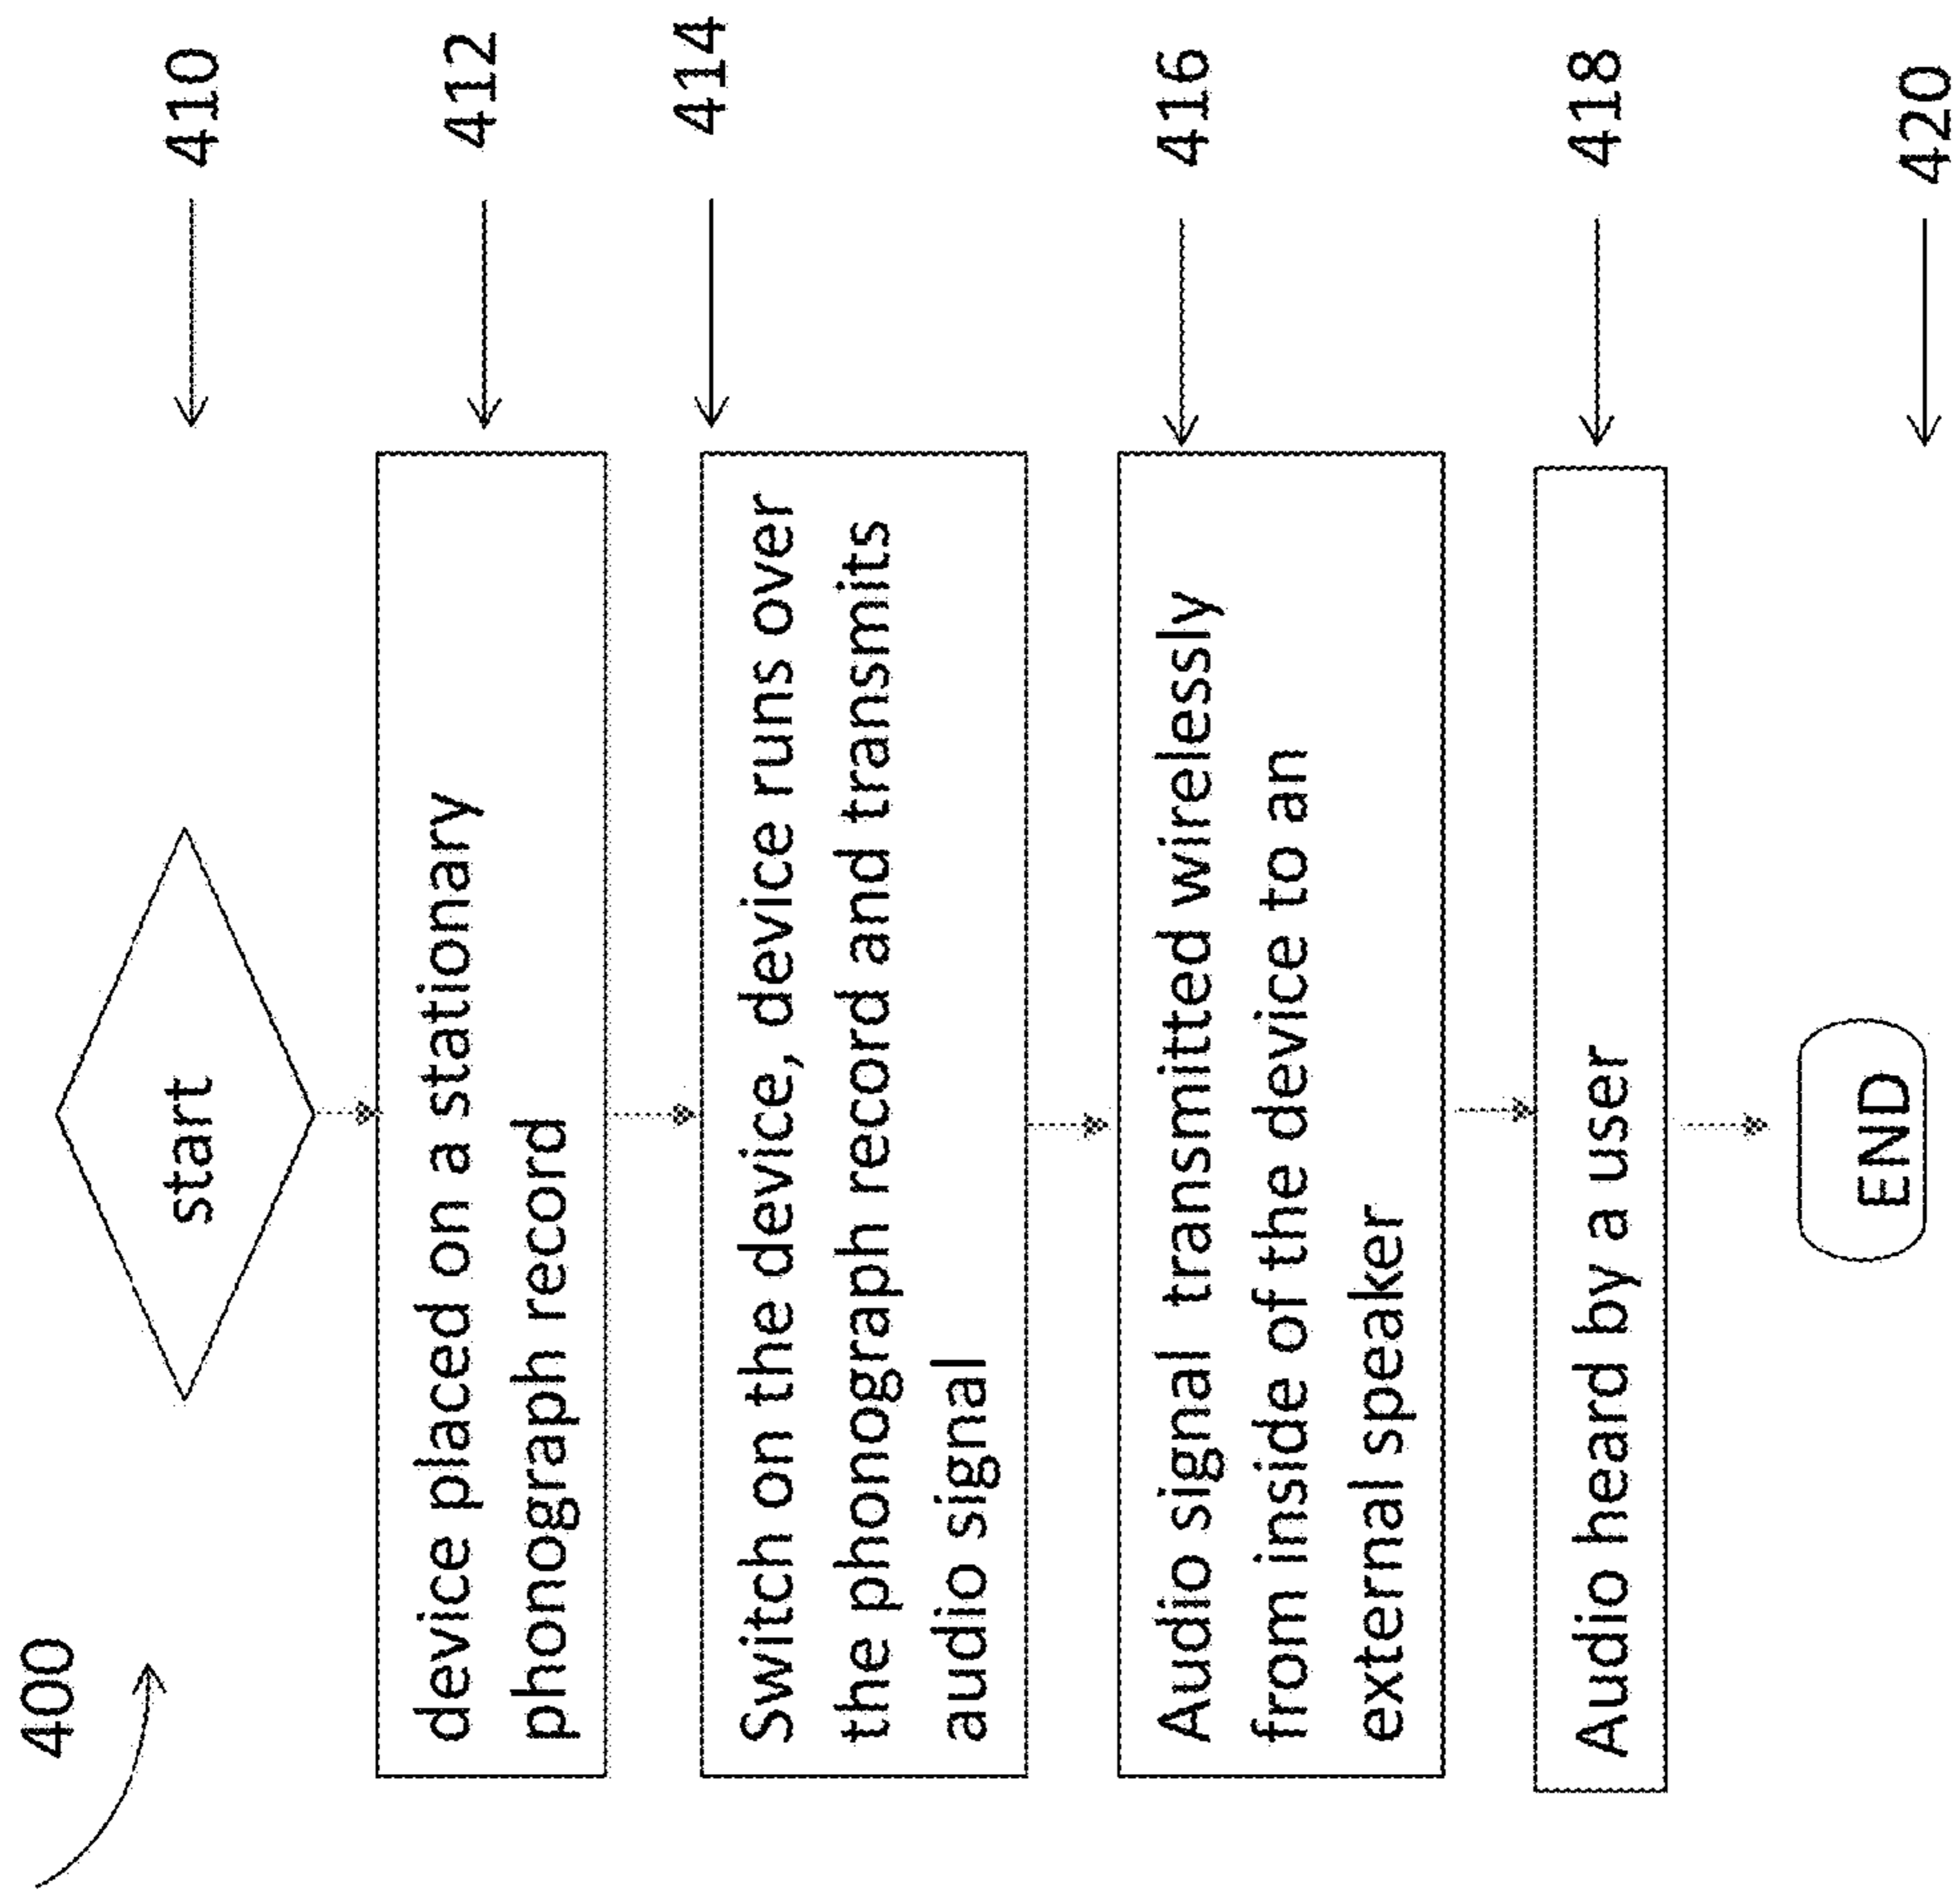 400
start
410
device placed on a stationary
phonograph record
412
Switch on the device, device runs over
the phonograph record and transmits
audio signal
414
Audio signal transmitted wirelessly
from inside of the device to an
external speaker
416
Audio heard by a user
418
END
420